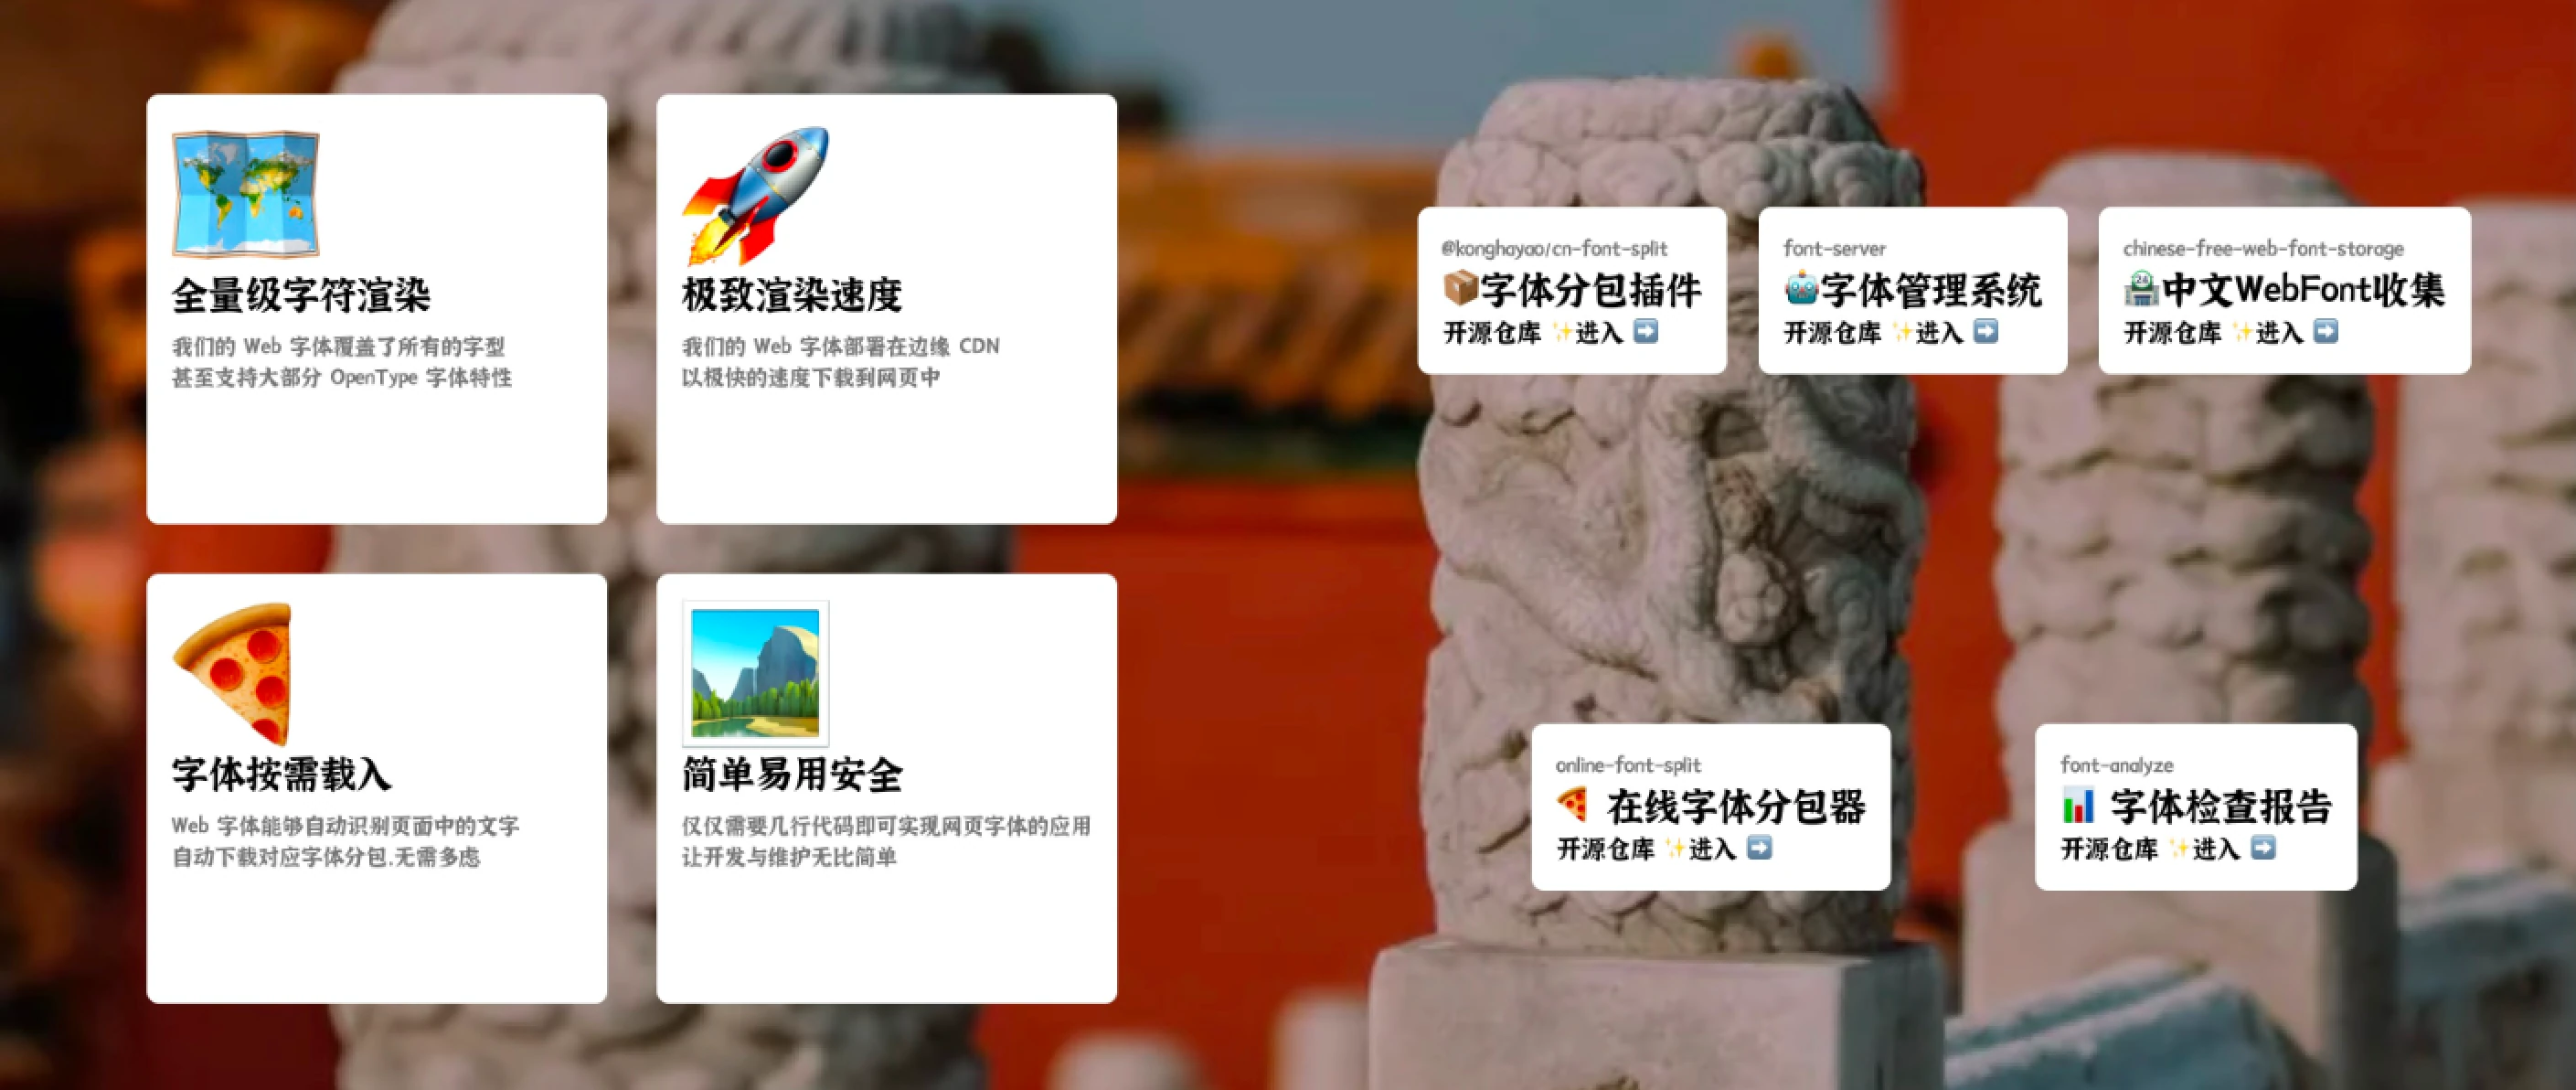 全量级字符渲染
我们的 Web 字体覆盖了所有的字型
甚至支持大部分 OpenType 字体特性
极致渲染速度
我们的 Web 字体部署在边缘 CDN
以极快的速度下载到网页中
字体按需载入
Web 字体能够自动识别页面中的文字
自动下载对应字体分包,无需多虑
简单易用安全
仅仅需要几行代码即可实现网页字体的应用
让开发与维护无比简单
@konghayao/cn-font-split
📦字体分包插件
开源仓库 ✨进入 ➡️
font-server
🤖字体管理系统
开源仓库 ✨进入 ➡️
chinese-free-web-font-storage
🏪中文WebFont收集
开源仓库 ✨进入 ➡️
online-font-split
🍕 在线字体分包器
开源仓库 ✨进入 ➡️
font-analyze
📊 字体检查报告
开源仓库 ✨进入 ➡️